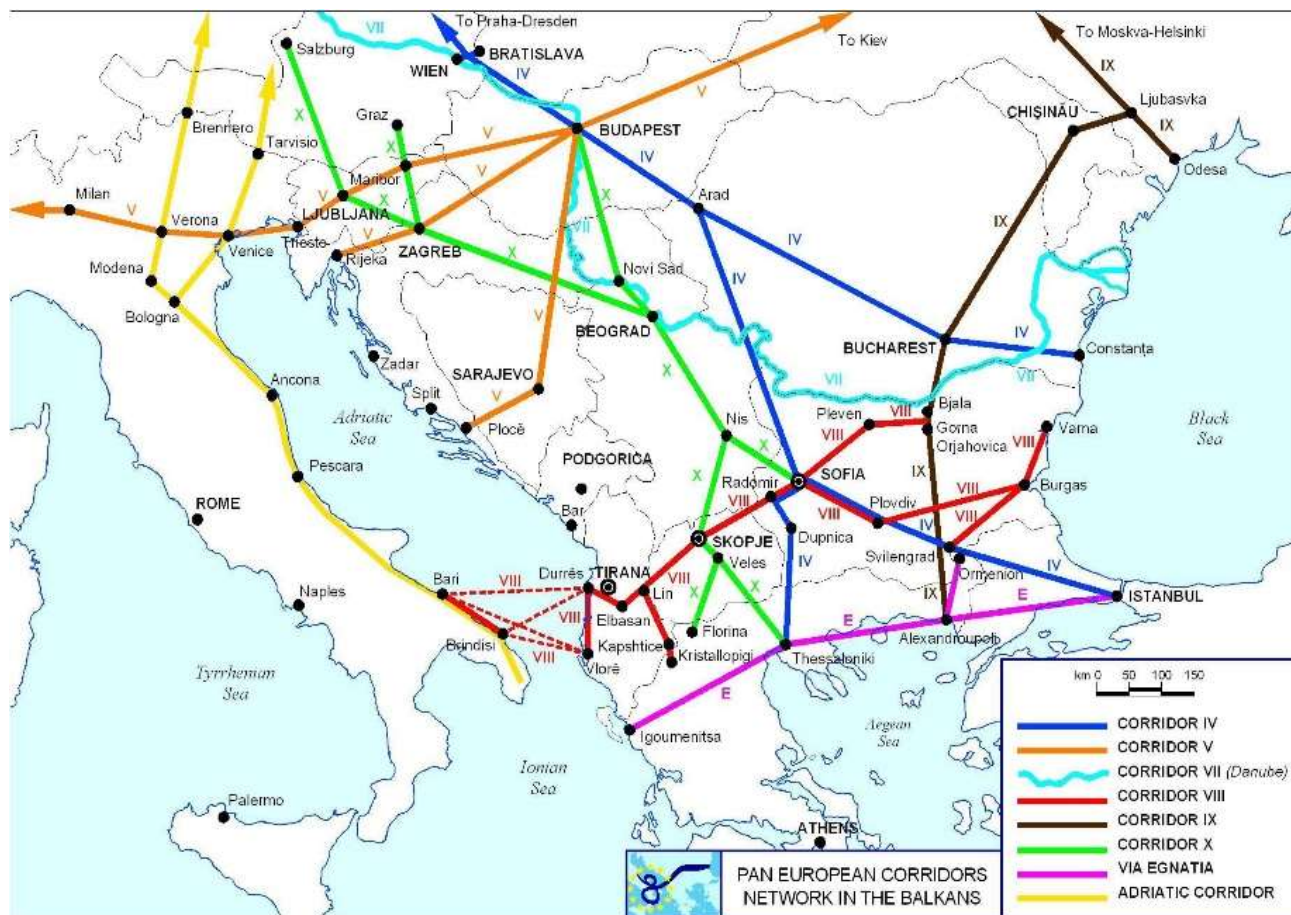 To Praha-Dresden
VII
Salzburg
BRATISLAVA
WIEN
IV
To Kiev
To Moskva-Helsinki
IX
Ljubasvka
CHIŞINĂU
IX
Odesa
V
Brennero
Graz
X
BUDAPEST
V
IV
Tarvisio
X
V
X
Maribor
V
Arad
Milan
V
Verona
V
X
LJUBLJANA
Venice
Trieste
V
Rijeka
ZAGREB
VII
X
IV
IX
IV
Modena
Bologna
Novi Sad
V
BEOGRAD
VII
BUCHAREST
IV
Constanţa
VII
VII
Zadar
SARAJEVO
V
Ancona
Adriatic
Sea
Split
Plocë
X
Nis
Pleven
VIII
Bjala
Gorna
Orjahovica
Varna
Black
Sea
VIII
X
VIII
Pescara
PODGORICA
X
Radomir
SOFIA
IX
VIII
Burgas
ROME
Bar
VIII
VIII
Plovdiv
IV
VIII
SKOPJE
Dupnica
Svilengrad
IV
Veles
IV
Ormenion
Durrës
TIRANA
VIII
Lin
X
X
IX
ISTANBUL
Naples
Bari
VIII
VIII
Elbasan
E
Alexandroupoli
Brindisi
VIII
Vlorë
Florina
Kapshtice
Kristallopigi
Thessaloniki
Tyrrheman
Sea
E
Igoumenitsa
Aegean
Sea
Ionian
Sea
Palermo
ATHENS
km 0 50 100 150
CORRIDOR IV
CORRIDOR V
CORRIDOR VII (Danube)
CORRIDOR VIII
CORRIDOR IX
CORRIDOR X
VIA EGNATIA
ADRIATIC CORRIDOR
PAN EUROPEAN CORRIDORS
NETWORK IN THE BALKANS